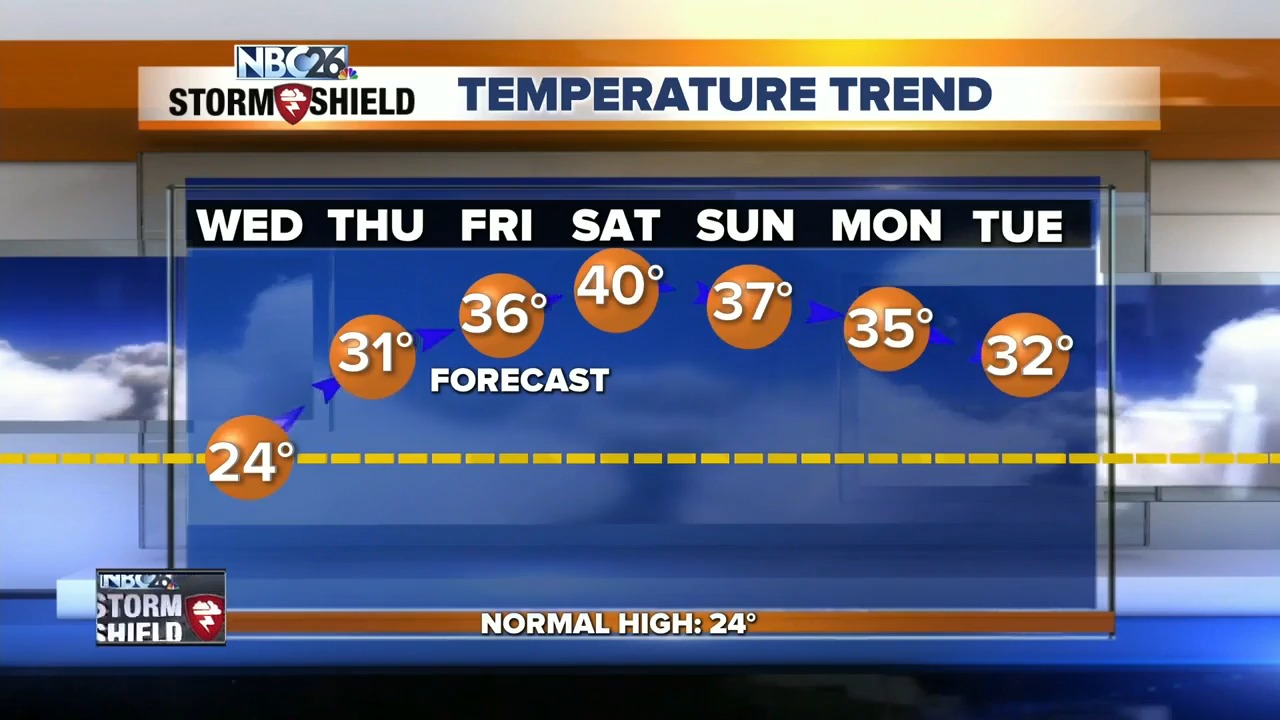 NBC26
STORM SHIELD
TEMPERATURE TREND
WED THU FRI SAT SUN MON TUE
24° 31° 36° 40° 37° 35° 32°
FORECAST
NORMAL HIGH: 24°
NBC26
STORM
SHIELD